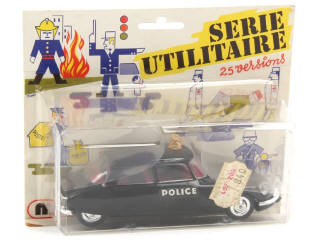 SERIE
UTILITAIRE
25 versions
POLICE